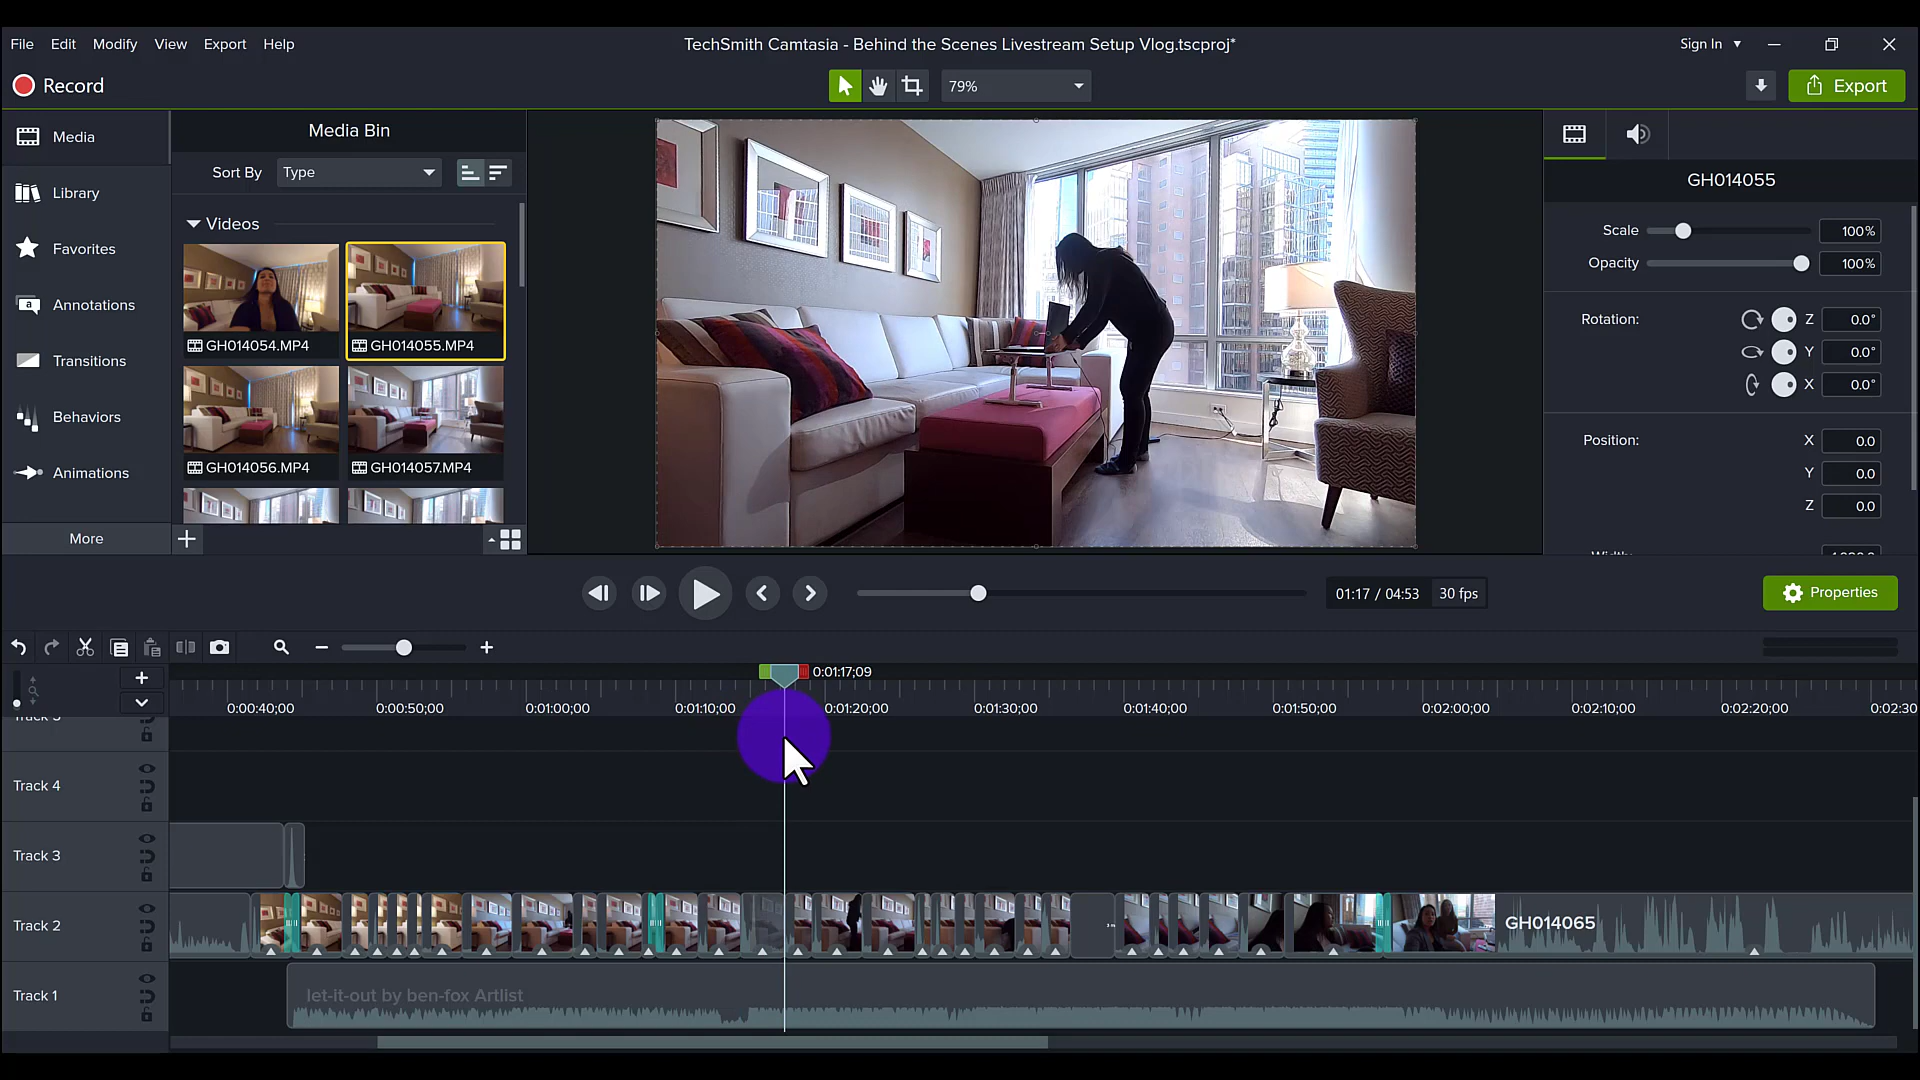 File Edit Modify View Export Help
TechSmith Camtasia - Behind the Scenes Livestream Setup Vlog.tscproj*
Sign In
Record
79%
Export
Media
Library
Favorites
Annotations
Transitions
Behaviors
Animations
More
Media Bin
Sort By Type
Videos
GH014054.MP4 GH014055.MP4
GH014056.MP4 GH014057.MP4
GH014055
Scale 100%
Opacity 100%
Rotation: Z 0.0°
Y 0.0°
X 0.0°
Position: X 0.0
Y 0.0
Z 0.0
01:17 / 04:53 30 fps
Properties
0:01:17;09
0:00:40;00 0:00:50;00 0:01:00;00 0:01:10;00 0:01:20;00 0:01:30;00 0:01:40;00 0:01:50;00 0:02:00;00 0:02:10;00 0:02:20;00 0:02:30
Track 4
Track 3
Track 2
GH014065
Track 1
let-it-out by ben-fox Artlist